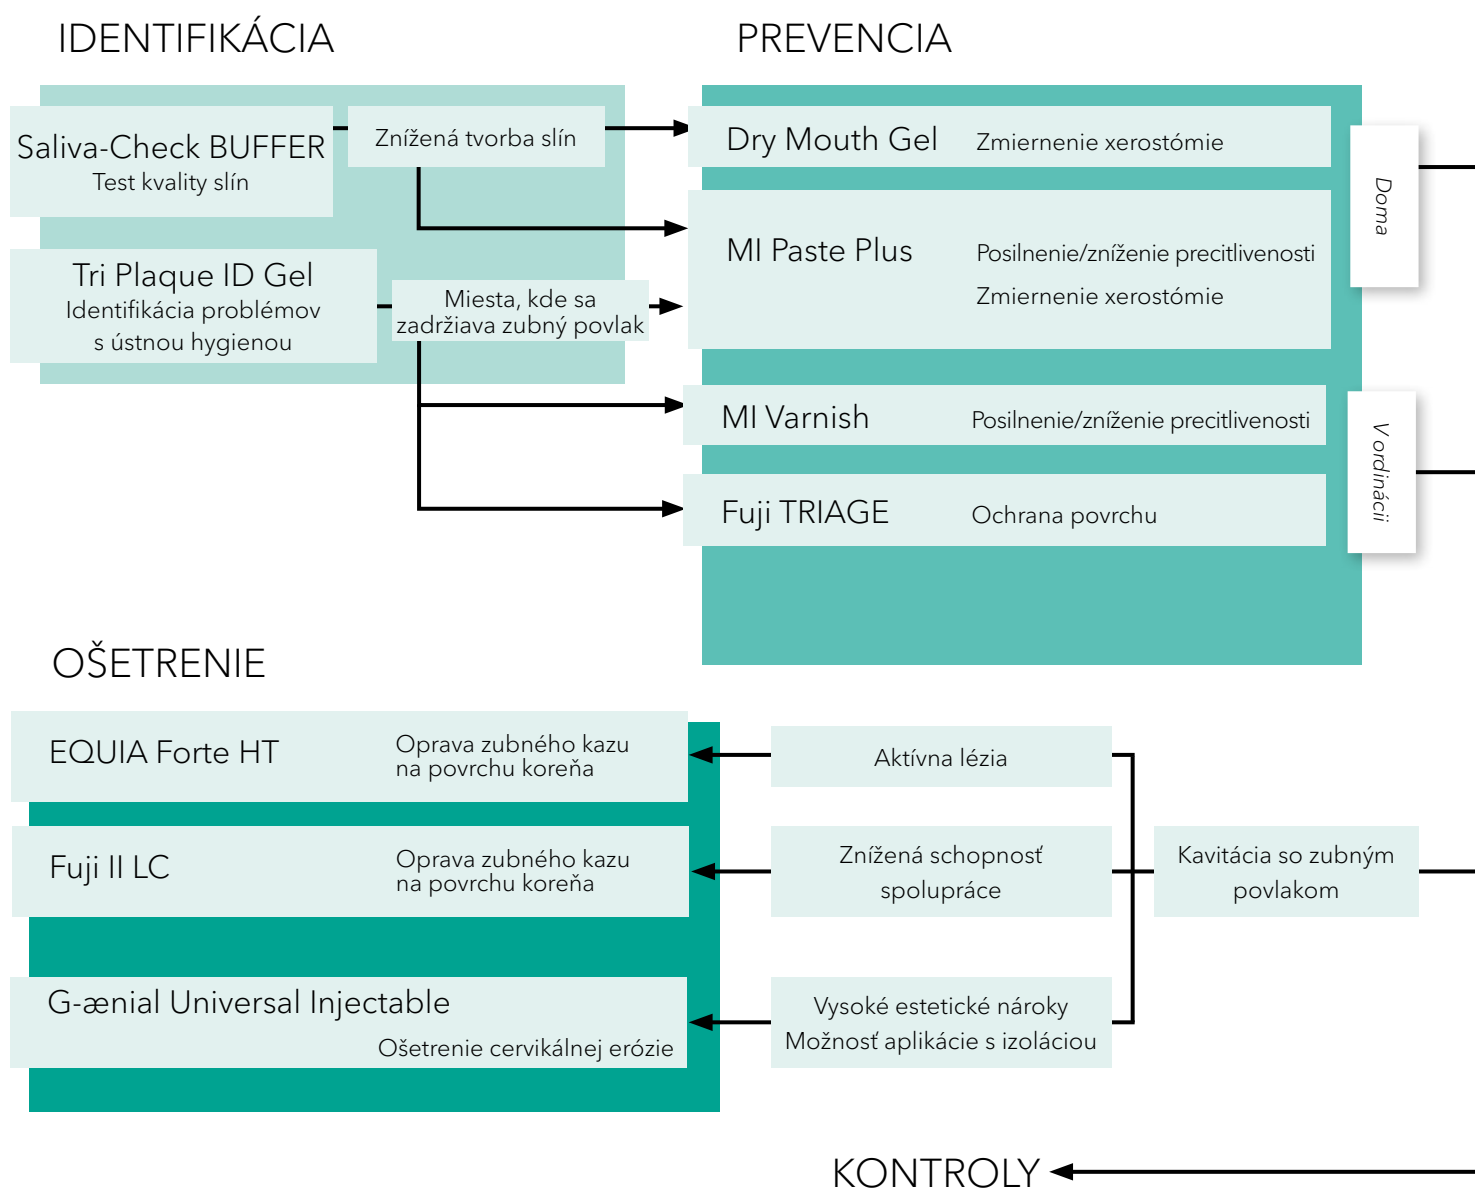 IDENTIFIKÁCIA
Saliva-Check BUFFER
Test kvality slín
Znížená tvorba slín
Tri Plaque ID Gel
Identifikácia problémov
s ústnou hygienou
Miesta, kde sa
zadržiava zubný povlak
PREVENCIA
Dry Mouth Gel
Zmiernenie xerostómie
MI Paste Plus
Posilnenie/zníženie precitlivenosti
Zmiernenie xerostómie
Doma
MI Varnish
Posilnenie/zníženie precitlivenosti
Fuji TRIAGE
Ochrana povrchu
V ordinácii
OŠETRENIE
EQUIA Forte HT
Oprava zubného kazu
na povrchu koreňa
Aktívna lézia
Fuji II LC
Oprava zubného kazu
na povrchu koreňa
Znížená schopnosť
spolupráce
Kavitácia so zubným
povlakom
G-ænial Universal Injectable
Ošetrenie cervikálnej erózie
Vysoké estetické nároky
Možnosť aplikácie s izoláciou
KONTROLY